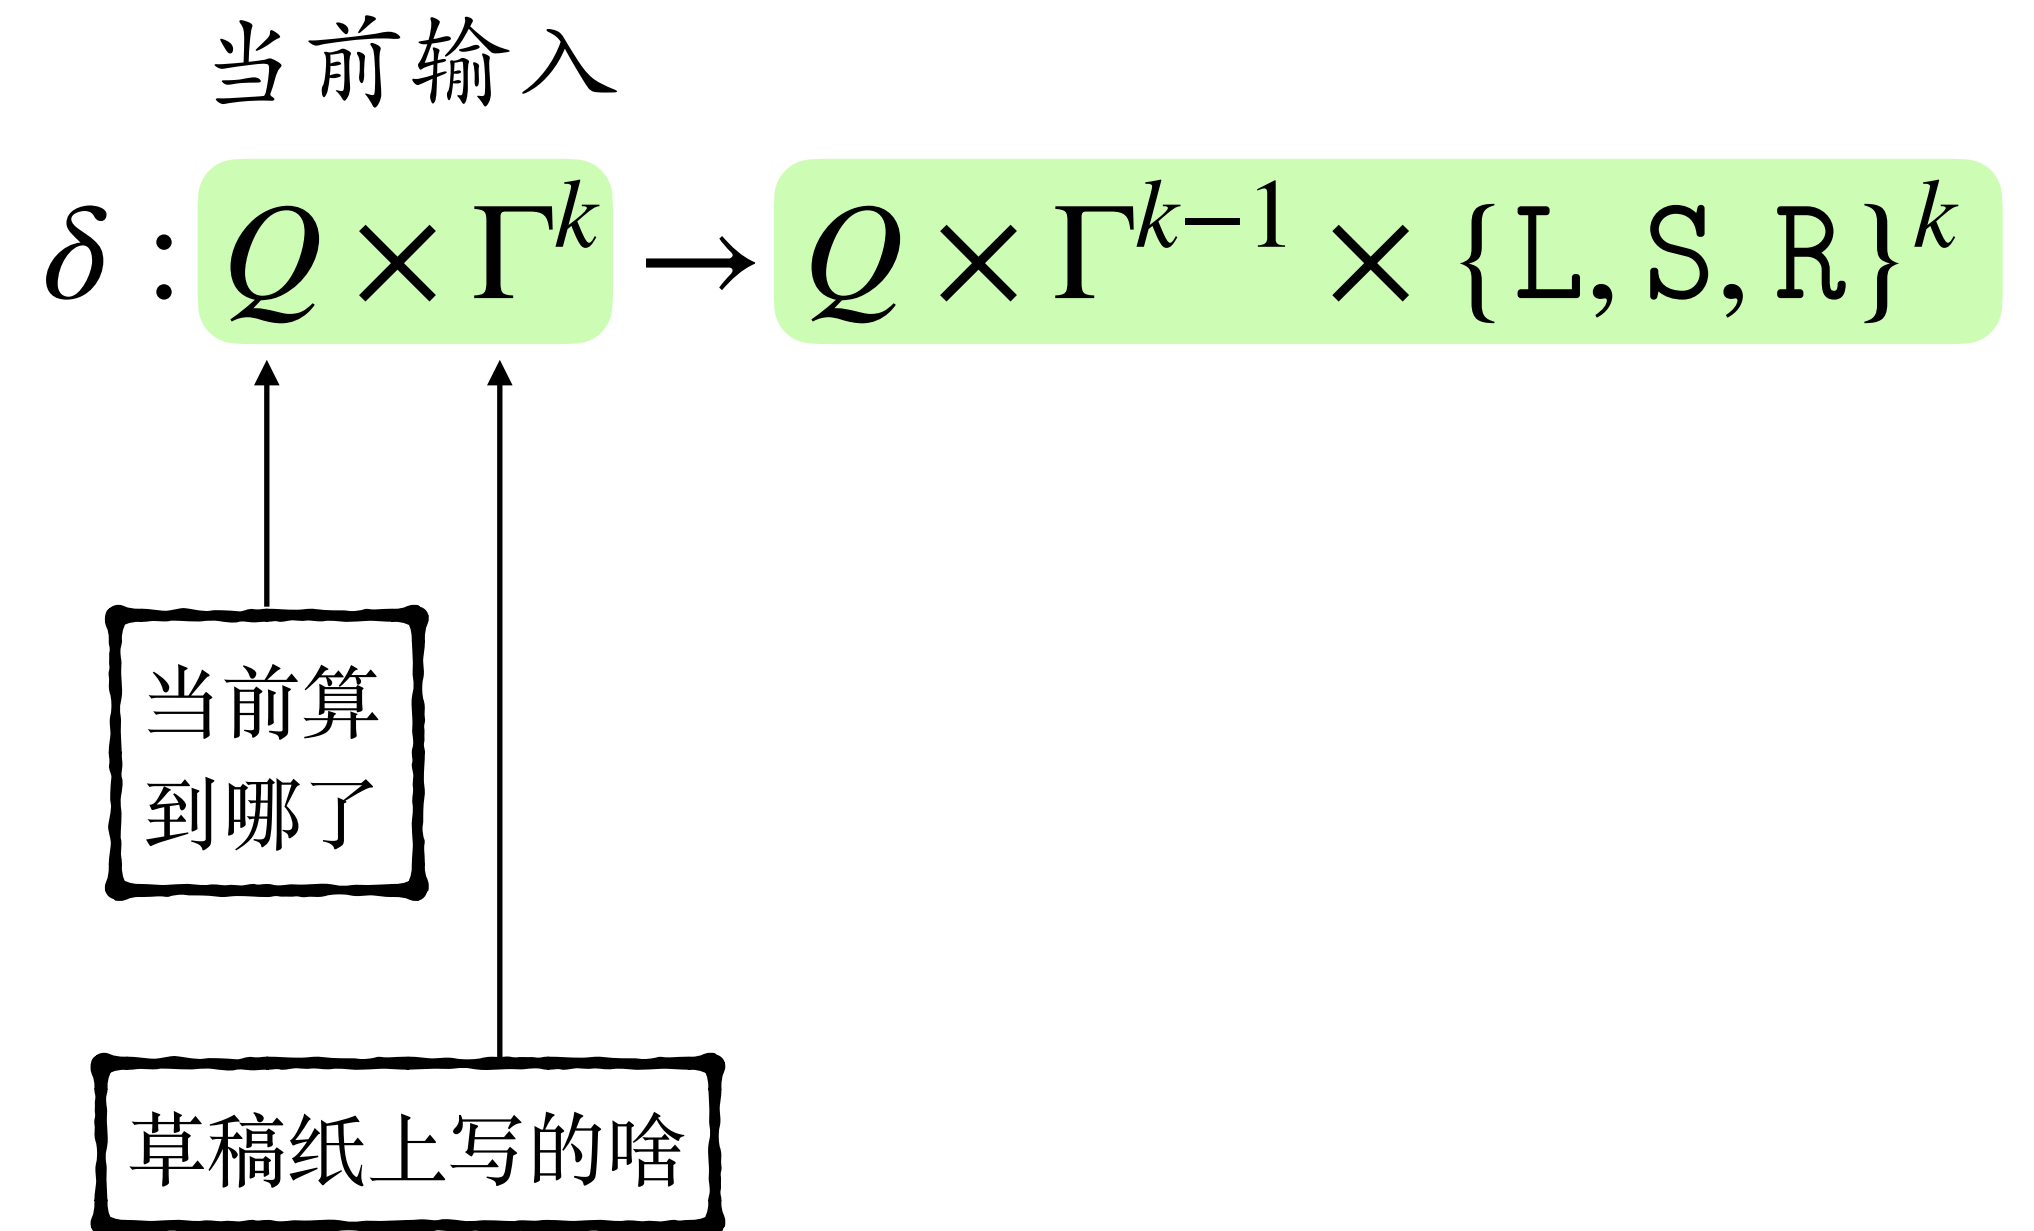 当前输入
δ : Q × Γ^k → Q × Γ^{k−1} × {L, S, R}^k
当前算
到哪了
草稿纸上写的啥